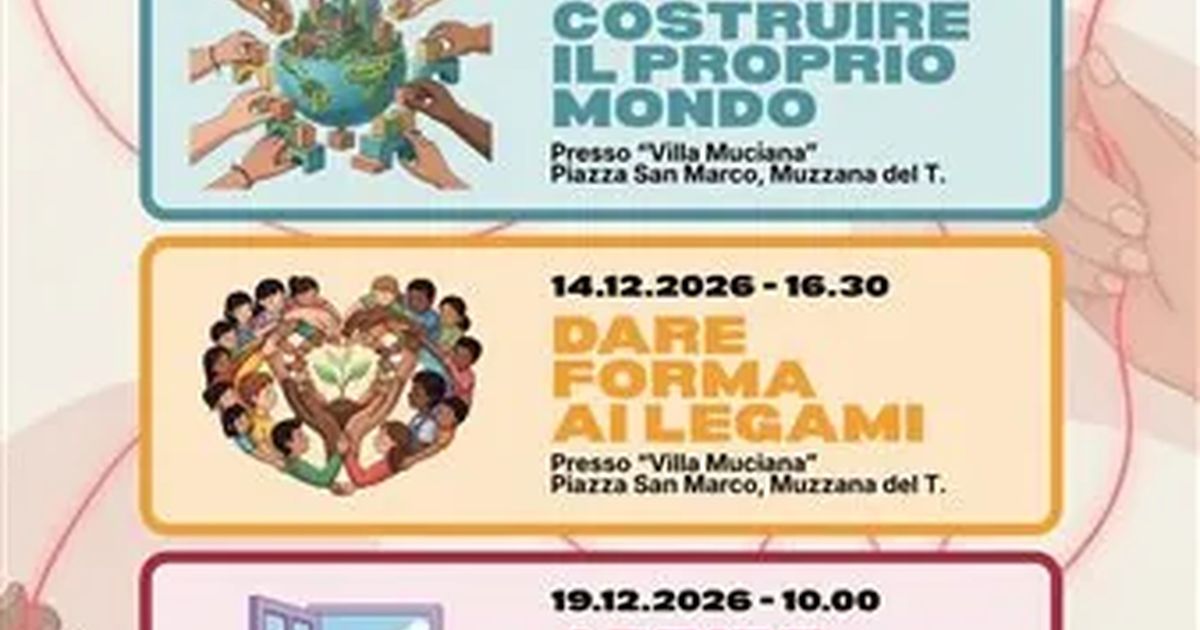 COSTRUIRE
IL PROPRIO
MONDO
Presso "Villa Muciana"
Piazza San Marco, Muzzana del T.
14.12.2026 - 16.30
DARE
FORMA
AI LEGAMI
Presso "Villa Muciana"
Piazza San Marco, Muzzana del T.
19.12.2026 - 10.00